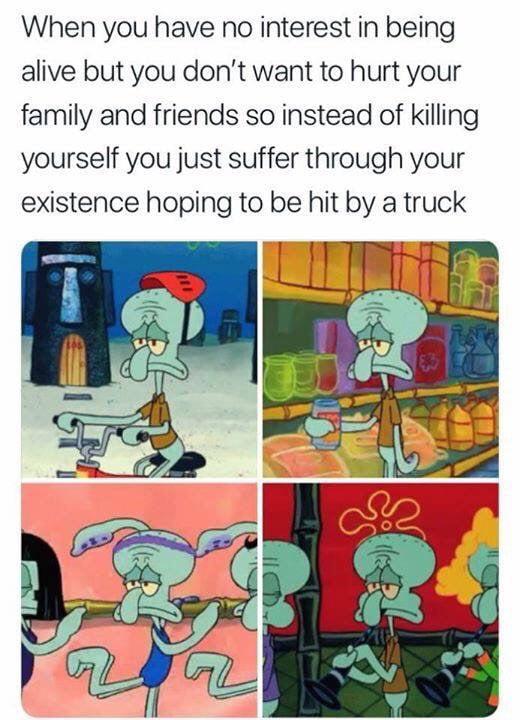 When you have no interest in being
alive but you don't want to hurt your
family and friends so instead of killing
yourself you just suffer through your
existence hoping to be hit by a truck